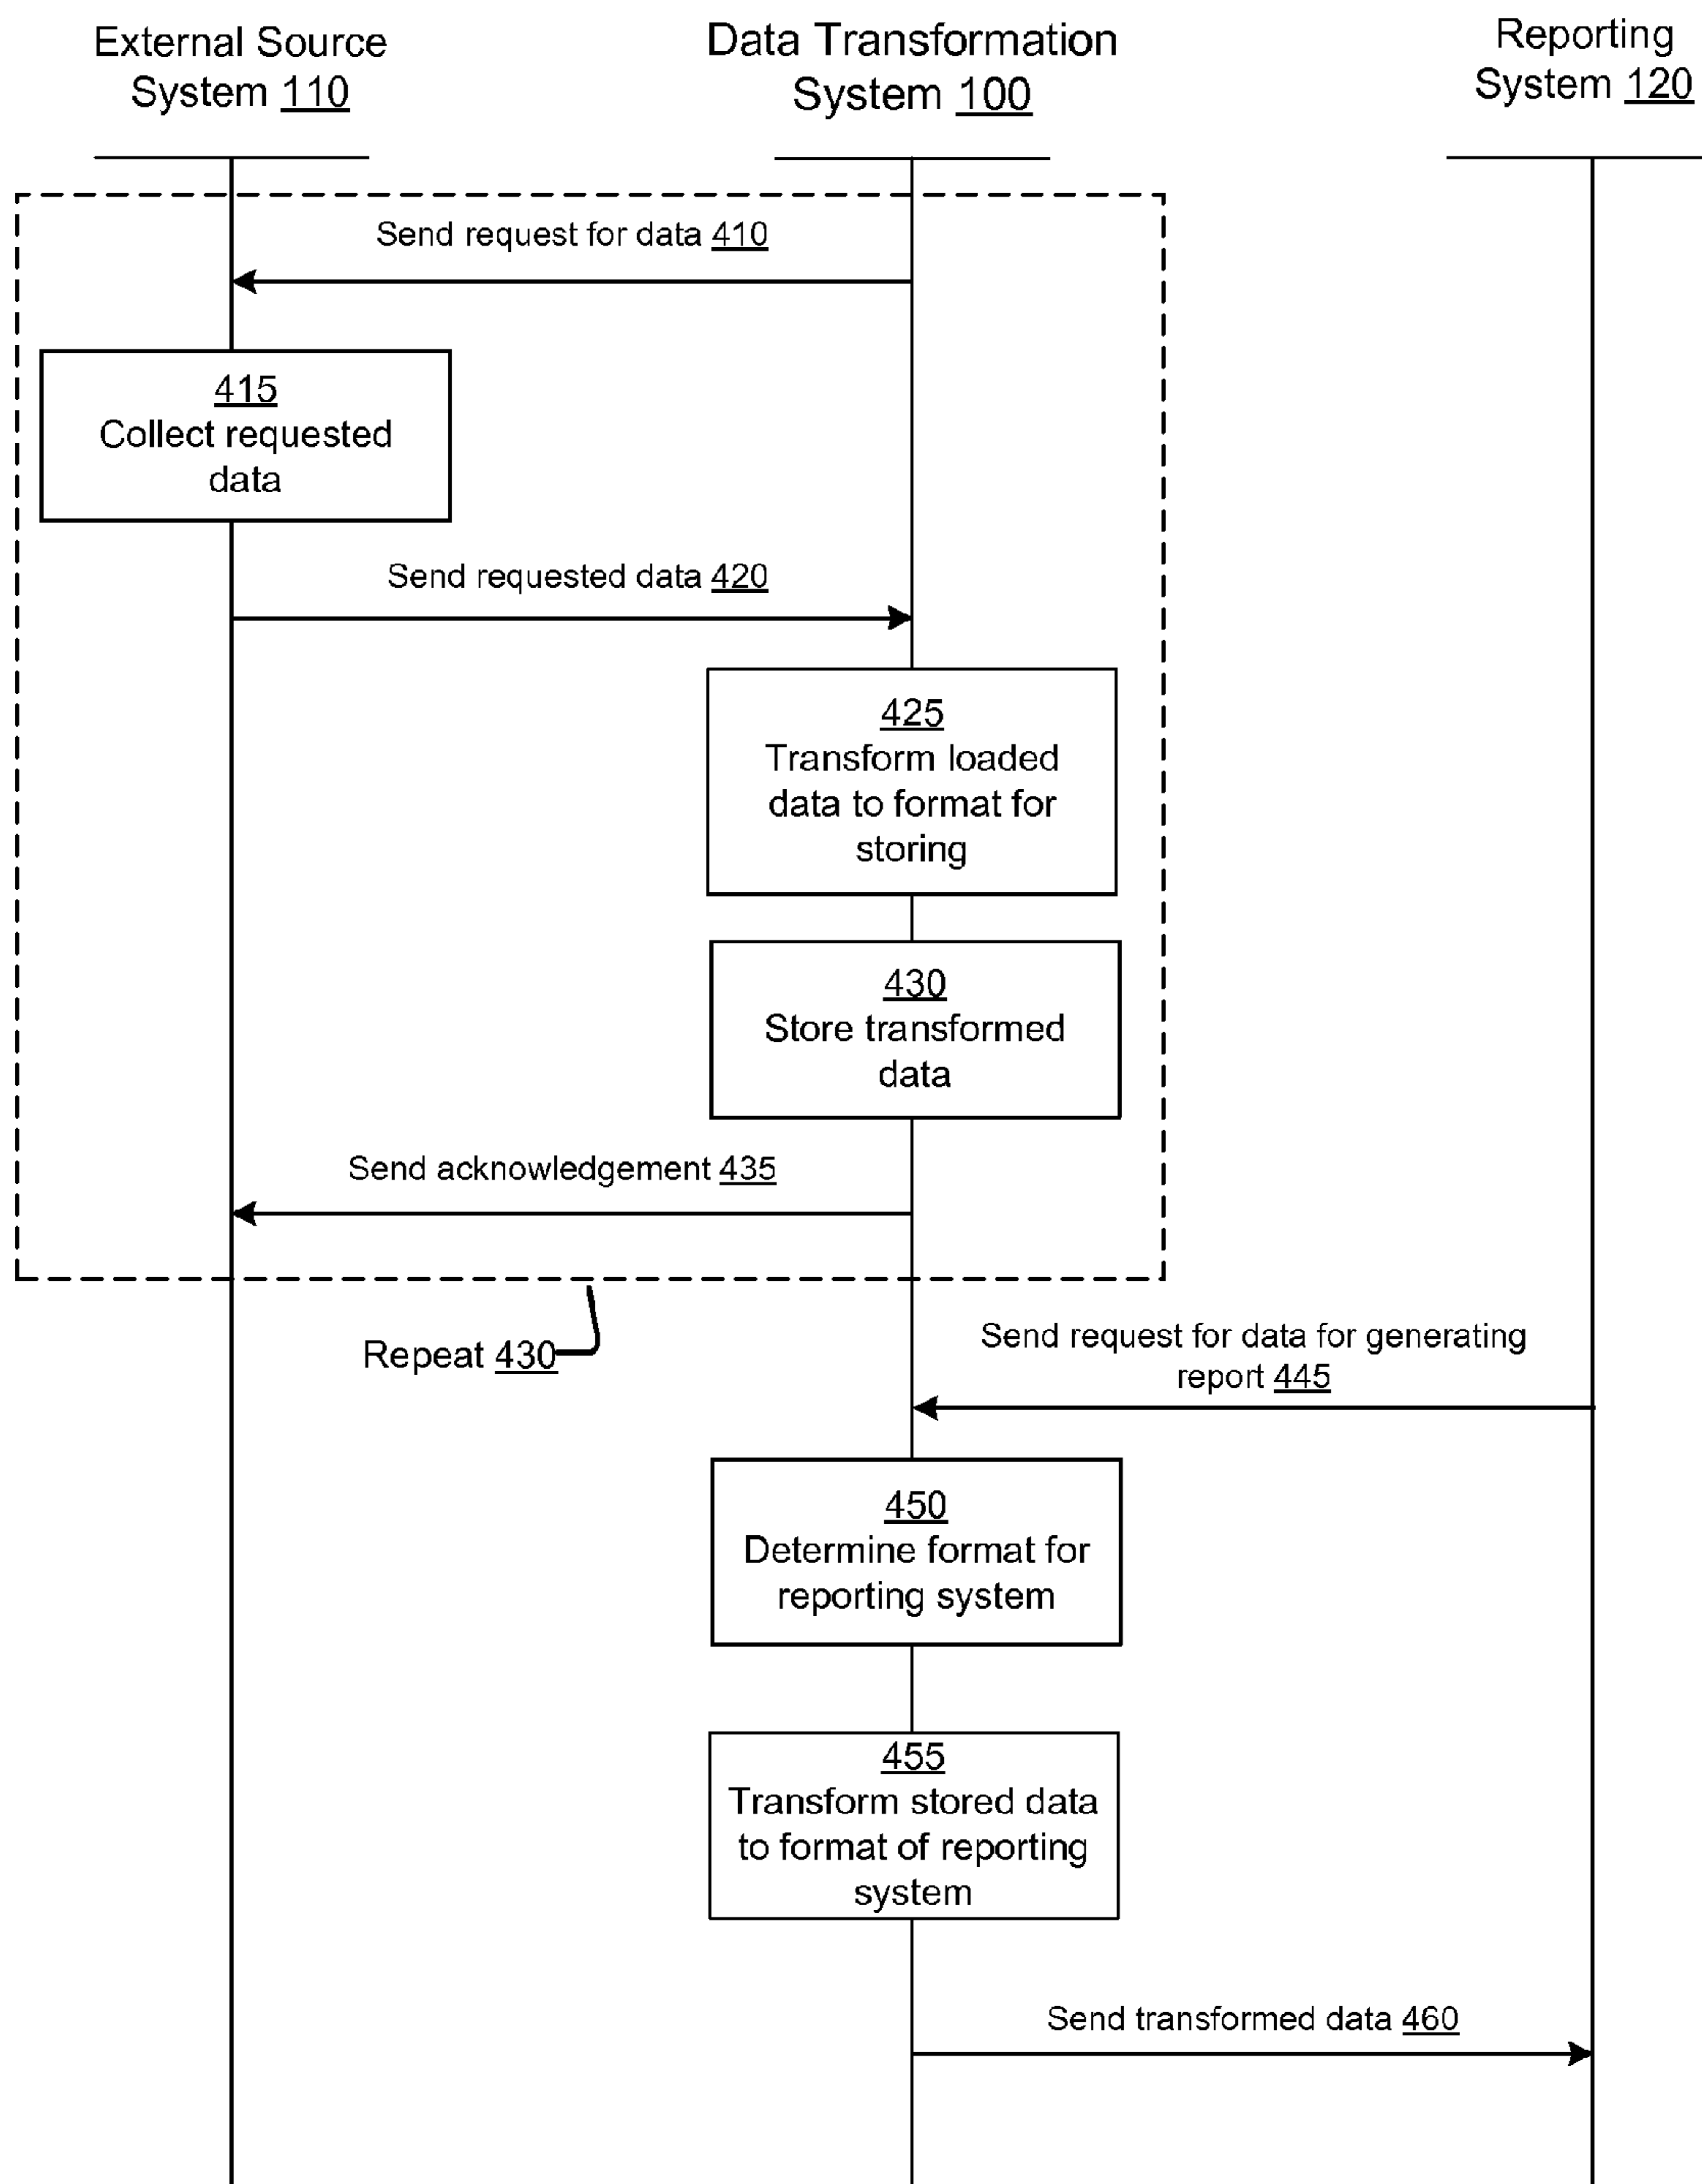 External Source
System 110
Data Transformation
System 100
Reporting
System 120
Send request for data 410
415
Collect requested
data
Send requested data 420
425
Transform loaded
data to format for
storing
430
Store transformed
data
Send acknowledgement 435
Repeat 430
Send request for data for generating
report 445
450
Determine format for
reporting system
455
Transform stored data
to format of reporting
system
Send transformed data 460